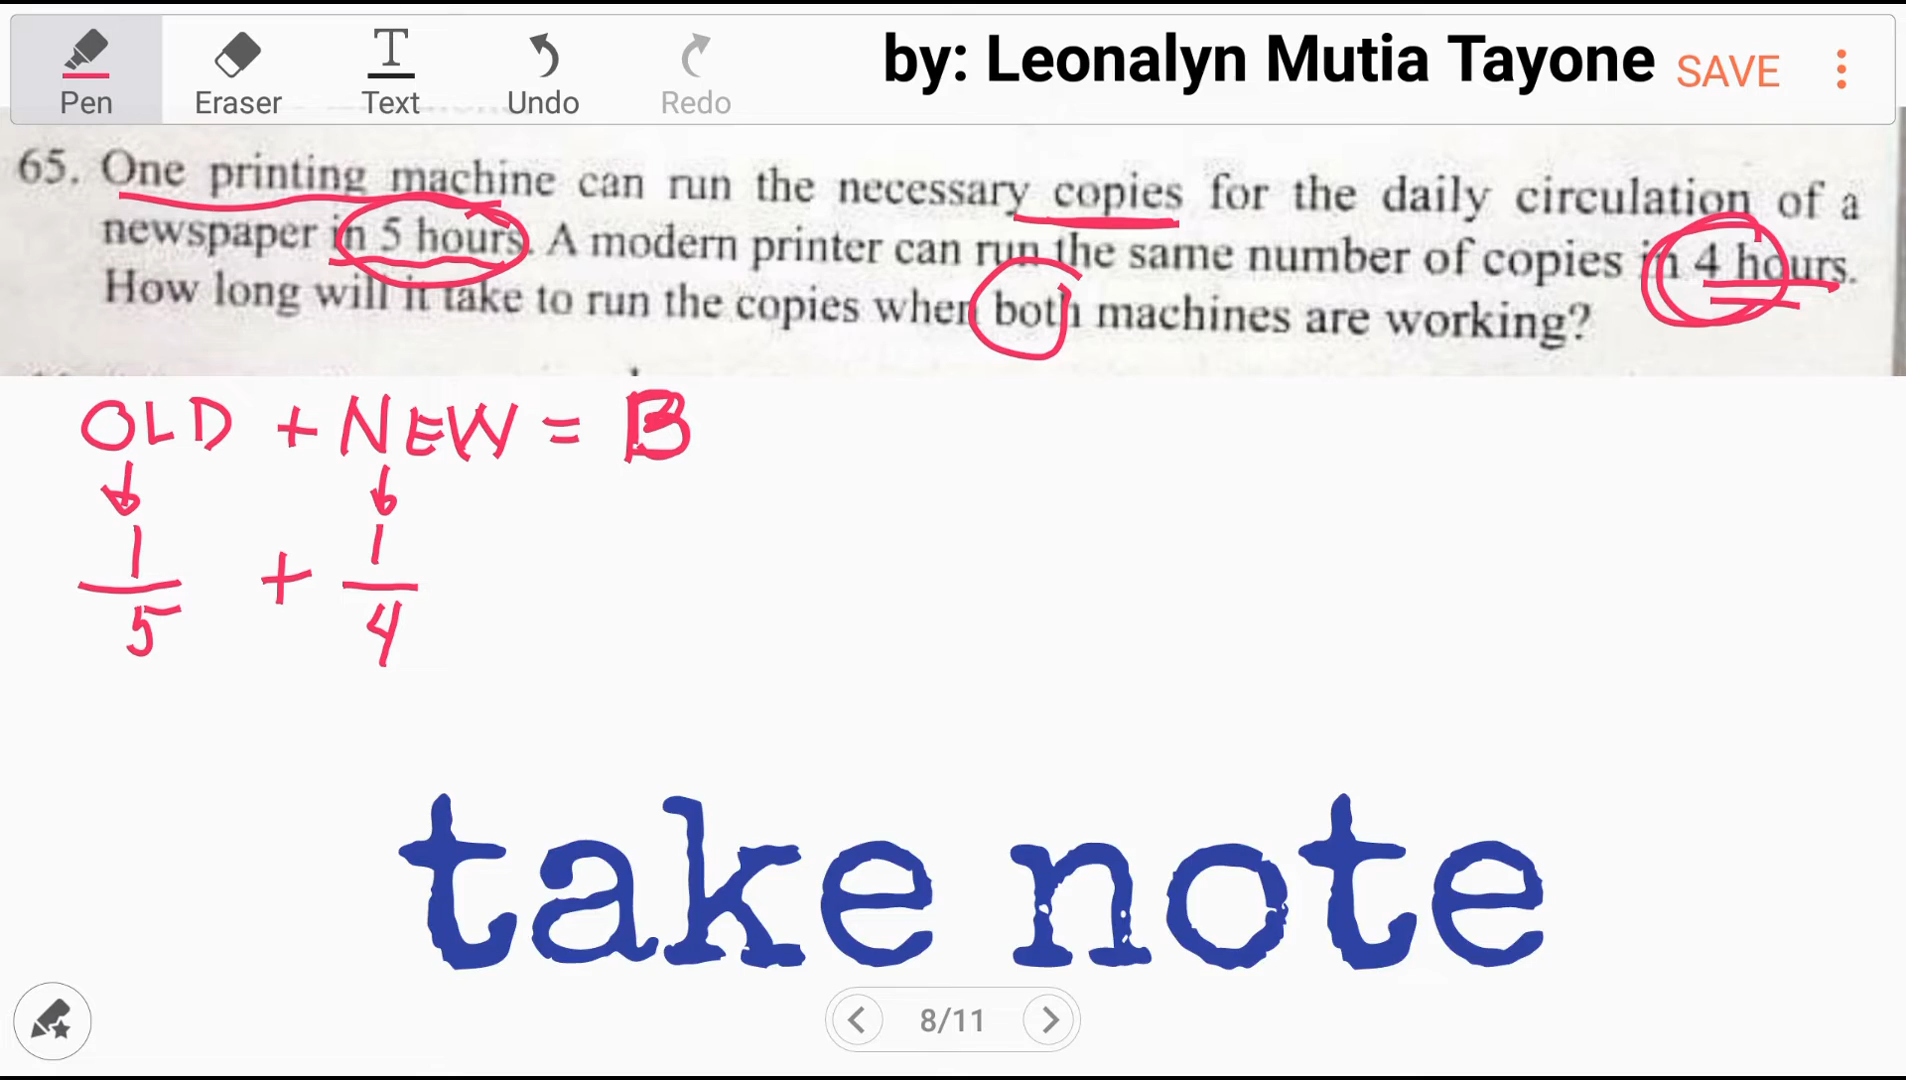 by: Leonalyn Mutia Tayone
SAVE
Pen
Eraser
Text
Undo
Redo
65. One printing machine can run the necessary copies for the daily circulation of a
newspaper in 5 hours. A modern printer can run the same number of copies in 4 hours.
How long will it take to run the copies when both machines are working?
OLD + NEW = B
1/5 + 1/4
take note
8/11